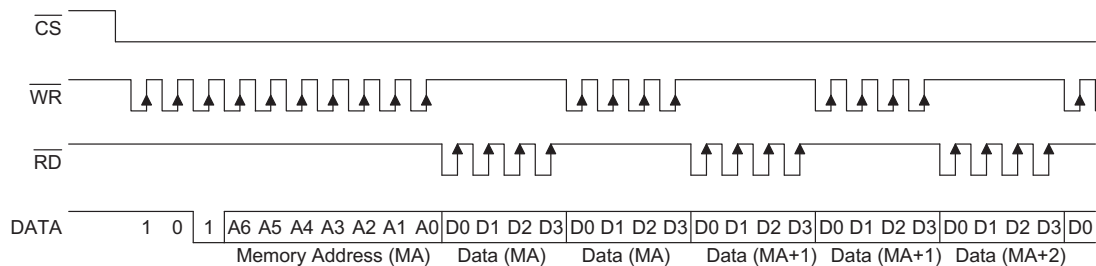 CS
WR
RD
DATA 1 0 1 A6 A5 A4 A3 A2 A1 A0 D0 D1 D2 D3 D0 D1 D2 D3 D0 D1 D2 D3 D0 D1 D2 D3 D0 D1 D2 D3 D0
Memory Address (MA) Data (MA) Data (MA) Data (MA+1) Data (MA+1) Data (MA+2)